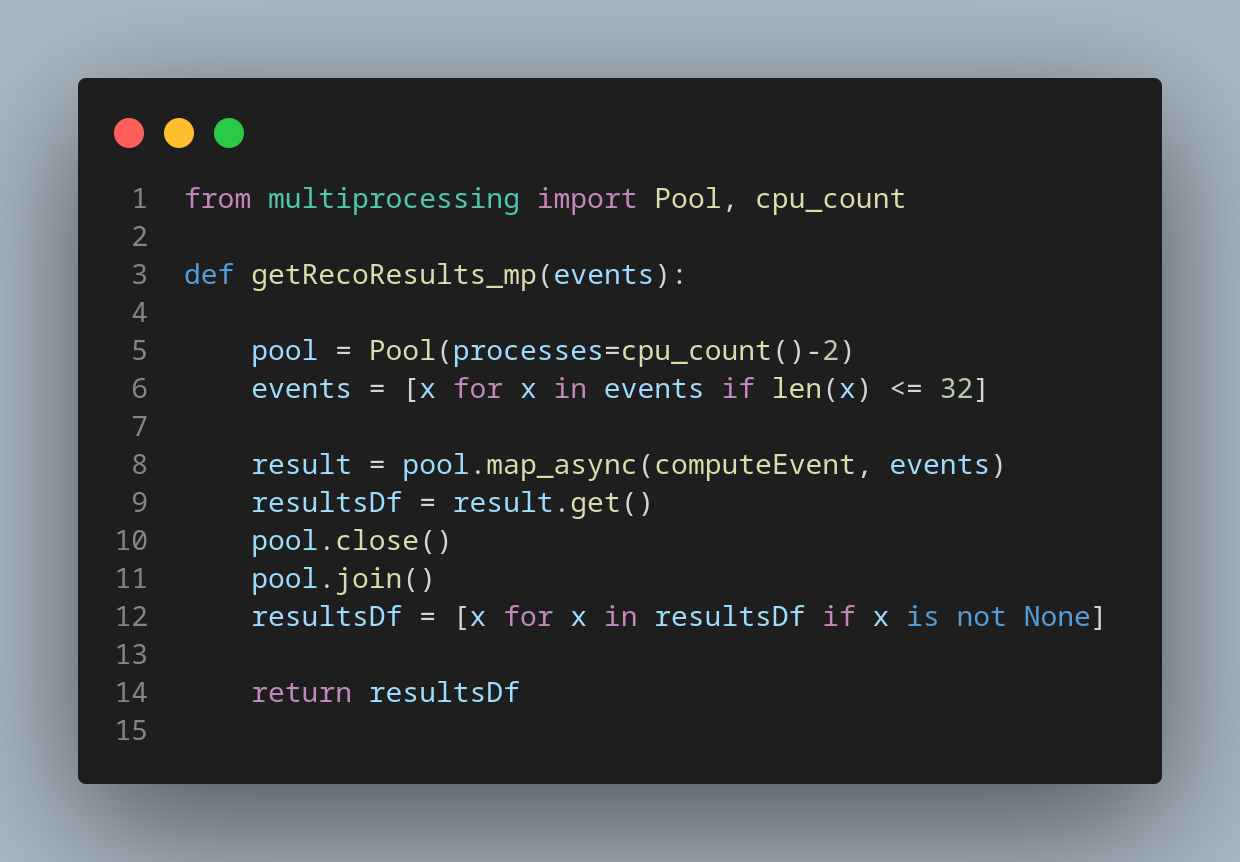 1 from multiprocessing import Pool, cpu_count
2
3 def getRecoResults_mp(events):
4
5     pool = Pool(processes=cpu_count()-2)
6     events = [x for x in events if len(x) <= 32]
7
8     result = pool.map_async(computeEvent, events)
9     resultsDf = result.get()
10     pool.close()
11     pool.join()
12     resultsDf = [x for x in resultsDf if x is not None]
13
14     return resultsDf
15